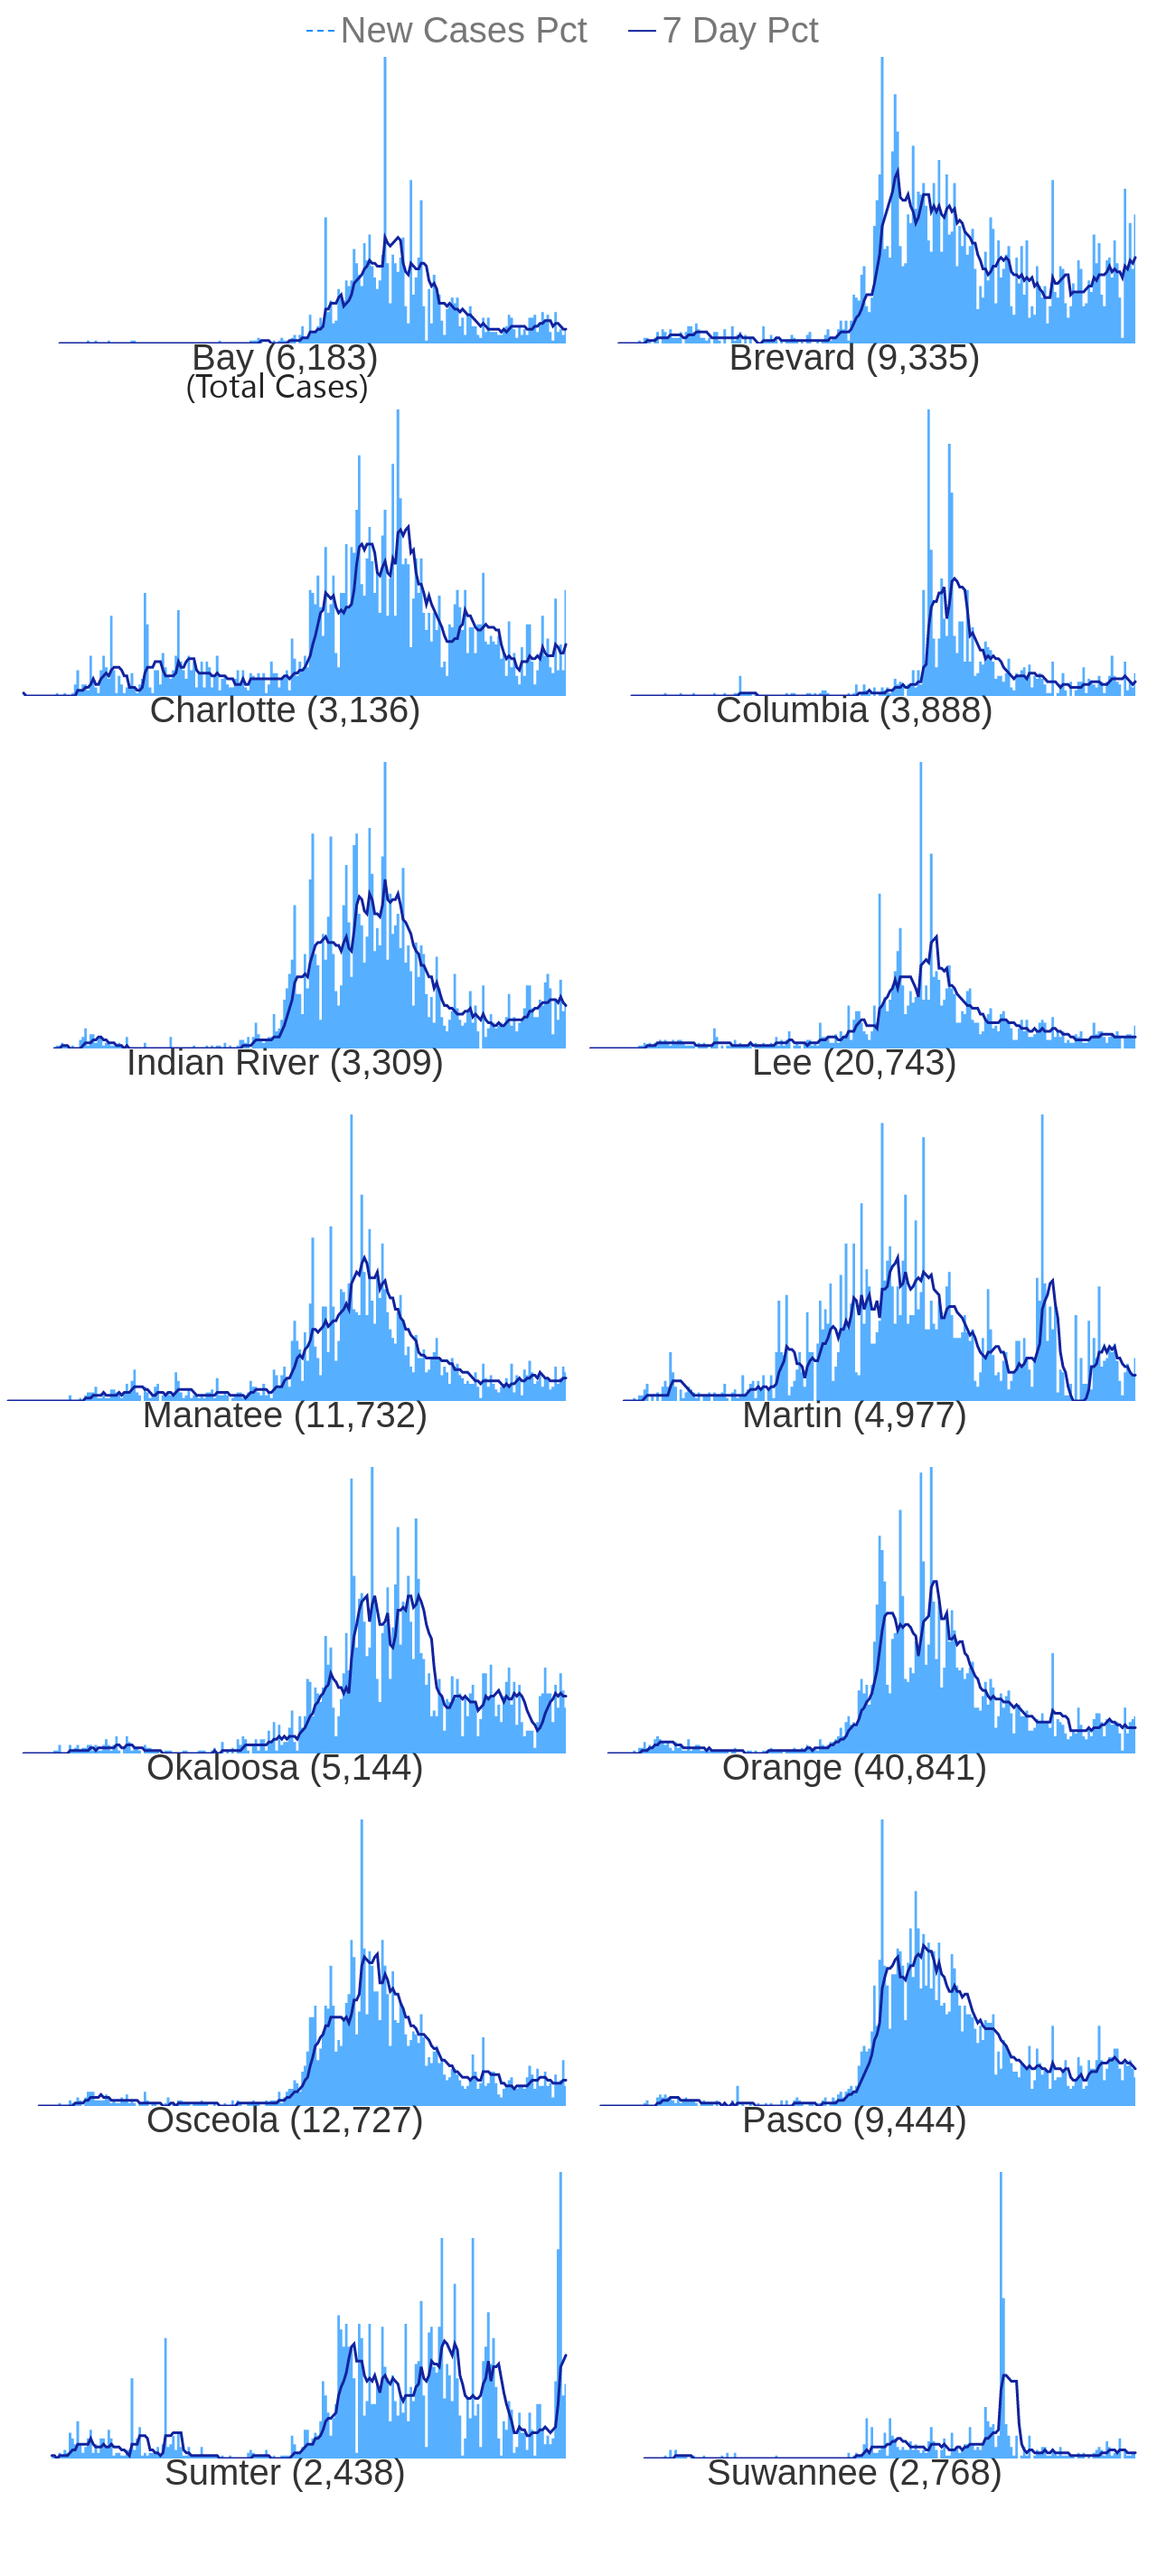 New Cases Pct 7 Day Pct
Bay (6,183) Brevard (9,335)
(Total Cases)
Charlotte (3,136) Columbia (3,888)
Indian River (3,309) Lee (20,743)
Manatee (11,732) Martin (4,977)
Okaloosa (5,144) Orange (40,841)
Osceola (12,727) Pasco (9,444)
Sumter (2,438) Suwannee (2,768)